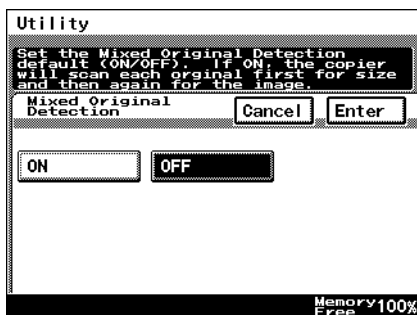 Utility
Set the Mixed Original Detection
default (ON/OFF). If ON, the copier
will scan each orginal first for size
and then again for the image.
Mixed Original
Detection
Cancel
Enter
ON
OFF
Memory
Free
100%